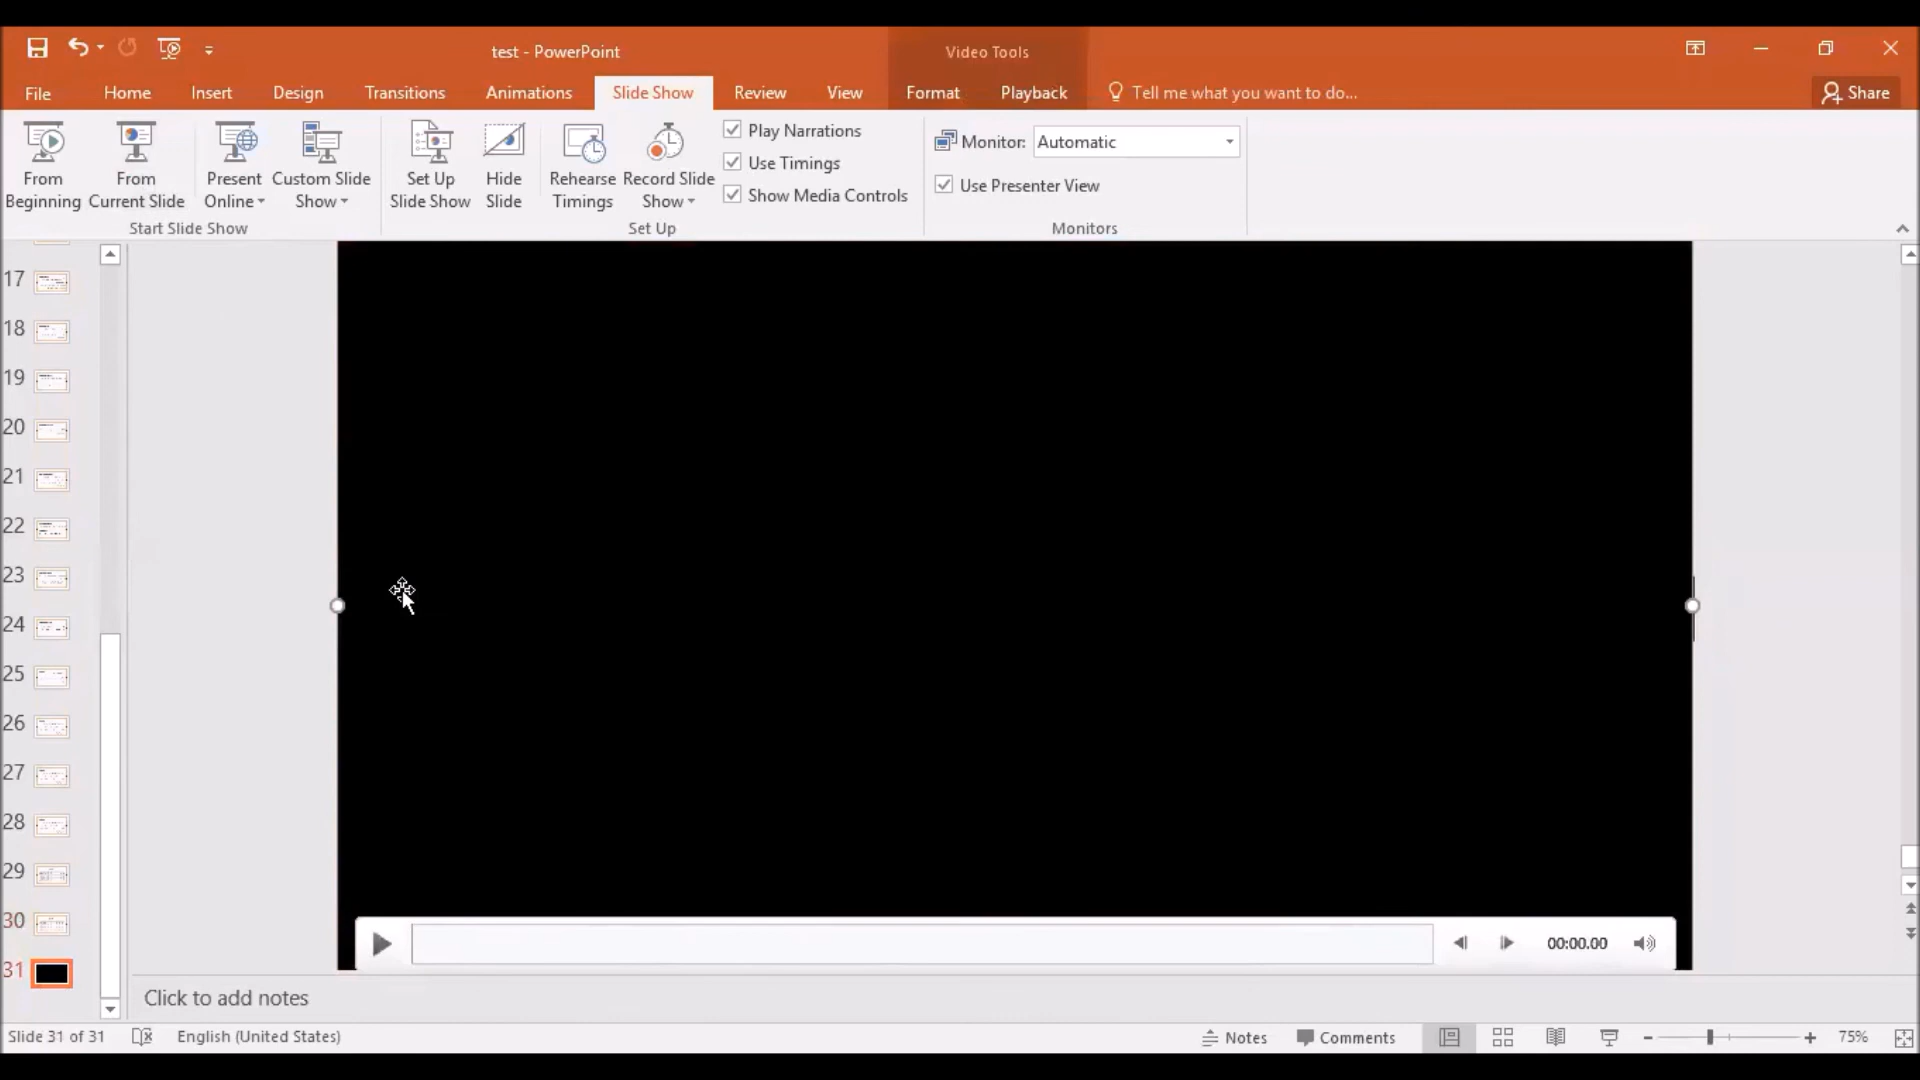 test - PowerPoint
Video Tools
File Home Insert Design Transitions Animations Slide Show Review View Format Playback Tell me what you want to do... Share
From Beginning
From Current Slide
Present Online
Custom Slide Show
Start Slide Show
Set Up Slide Show
Hide Slide
Rehearse Timings
Record Slide Show
Play Narrations
Use Timings
Show Media Controls
Set Up
Monitor: Automatic
Use Presenter View
Monitors
17
18
19
20
21
22
23
24
25
26
27
28
29
30
31
00:00.00
Click to add notes
Slide 31 of 31 English (United States) Notes Comments 75%